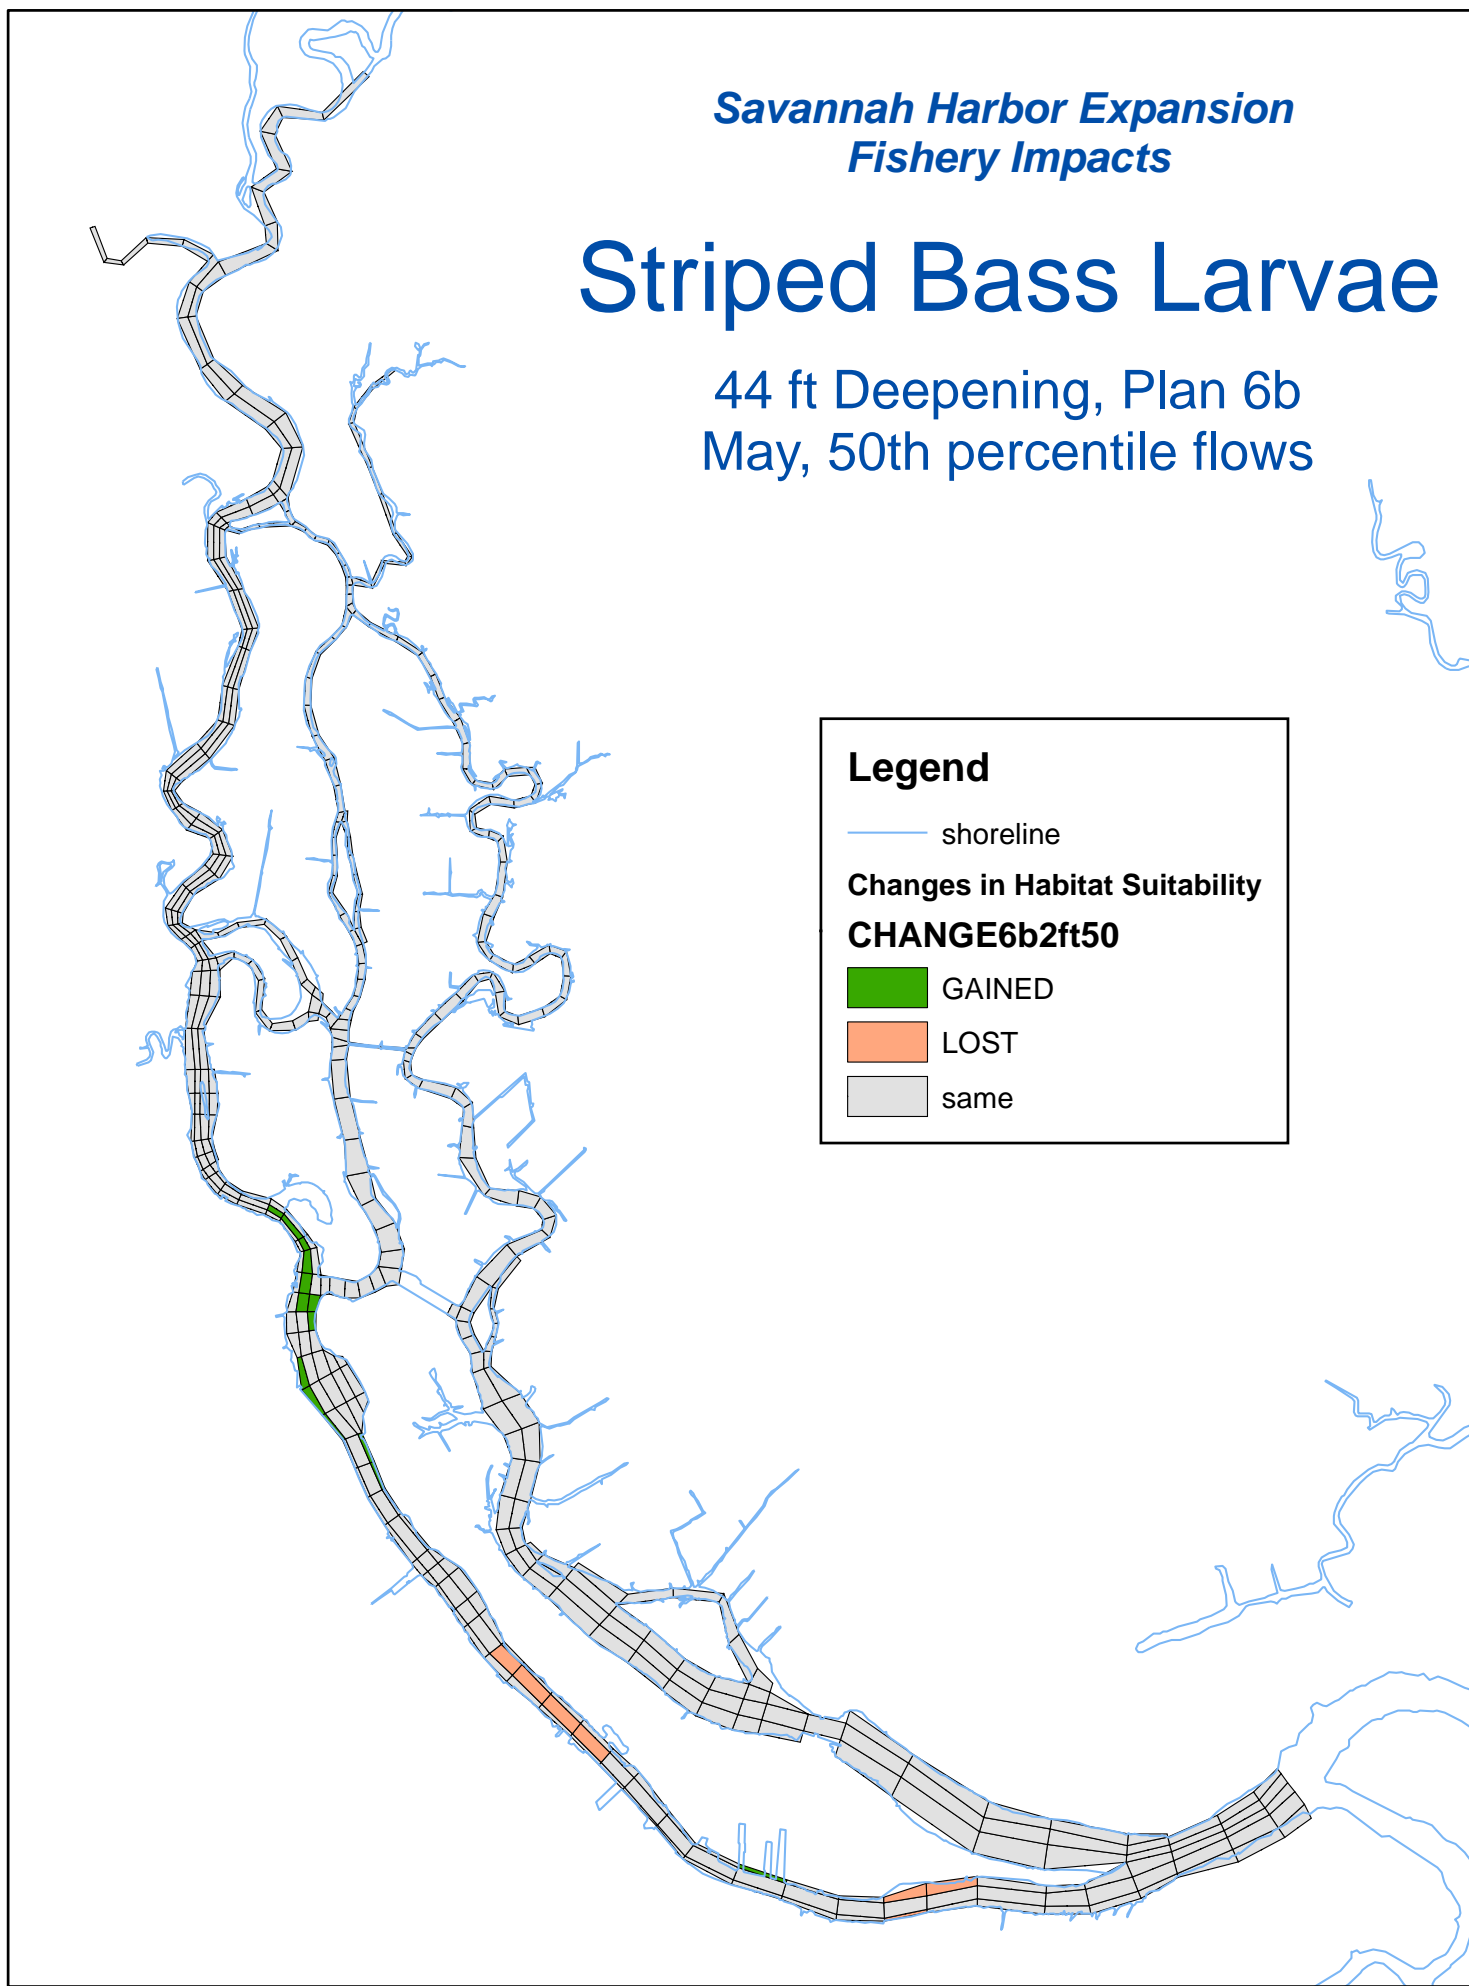 Savannah Harbor Expansion
Fishery Impacts
Striped Bass Larvae
44 ft Deepening, Plan 6b
May, 50th percentile flows
Legend
shoreline
Changes in Habitat Suitability
CHANGE6b2ft50
GAINED
LOST
same